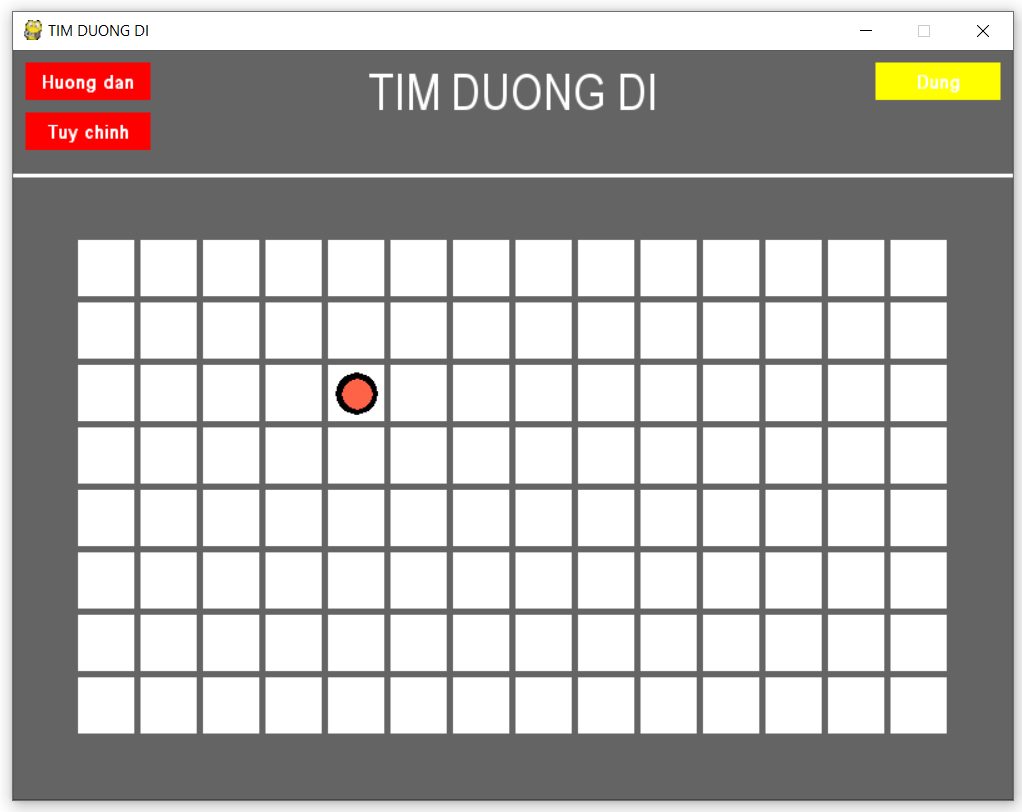 TIM DUONG DI
Huong dan
TIM DUONG DI
Dung
Tuy chinh